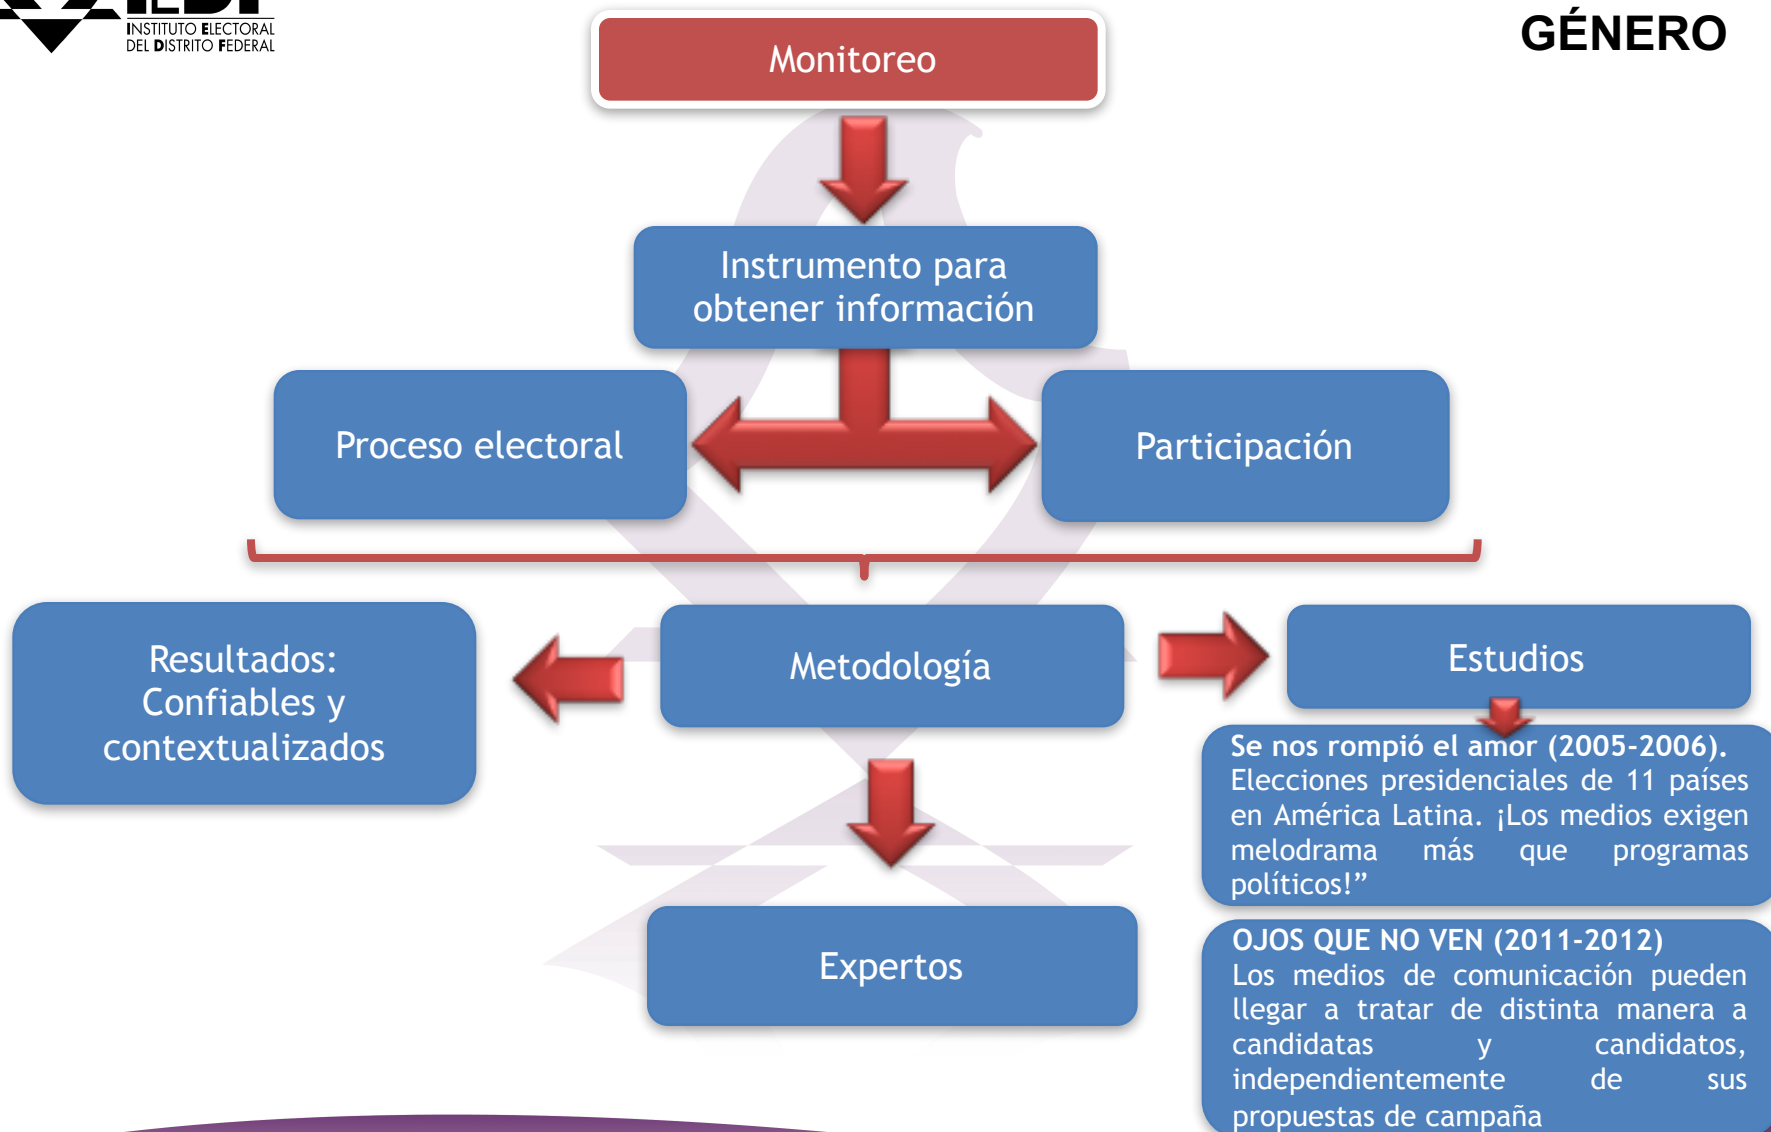 INSTITUTO ELECTORAL
DEL DISTRITO FEDERAL
GÉNERO
Monitoreo
Instrumento para
obtener información
Proceso electoral
Participación
Resultados:
Confiables y
contextualizados
Metodología
Estudios
Se nos rompió el amor (2005-2006).
Elecciones presidenciales de 11 países
en América Latina. ¡Los medios exigen
melodrama más que programas
políticos!”
Expertos
OJOS QUE NO VEN (2011-2012)
Los medios de comunicación pueden
llegar a tratar de distinta manera a
candidatas y candidatos,
independientemente de sus
propuestas de campaña